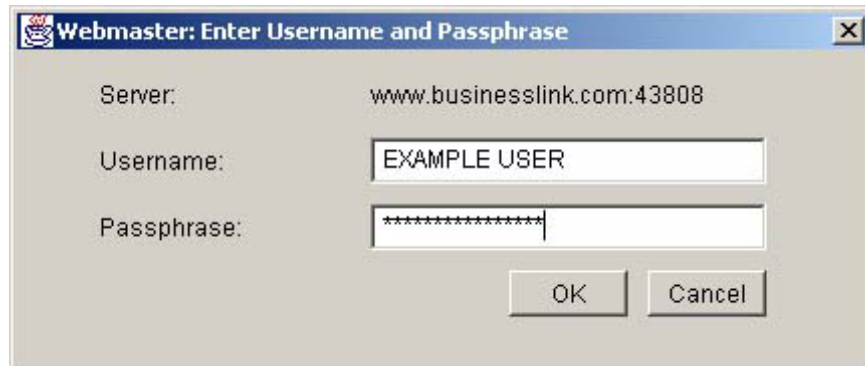 Webmaster: Enter Username and Passphrase
Server: www.businesslink.com:43808
Username: EXAMPLE USER
Passphrase: ****************
OK Cancel